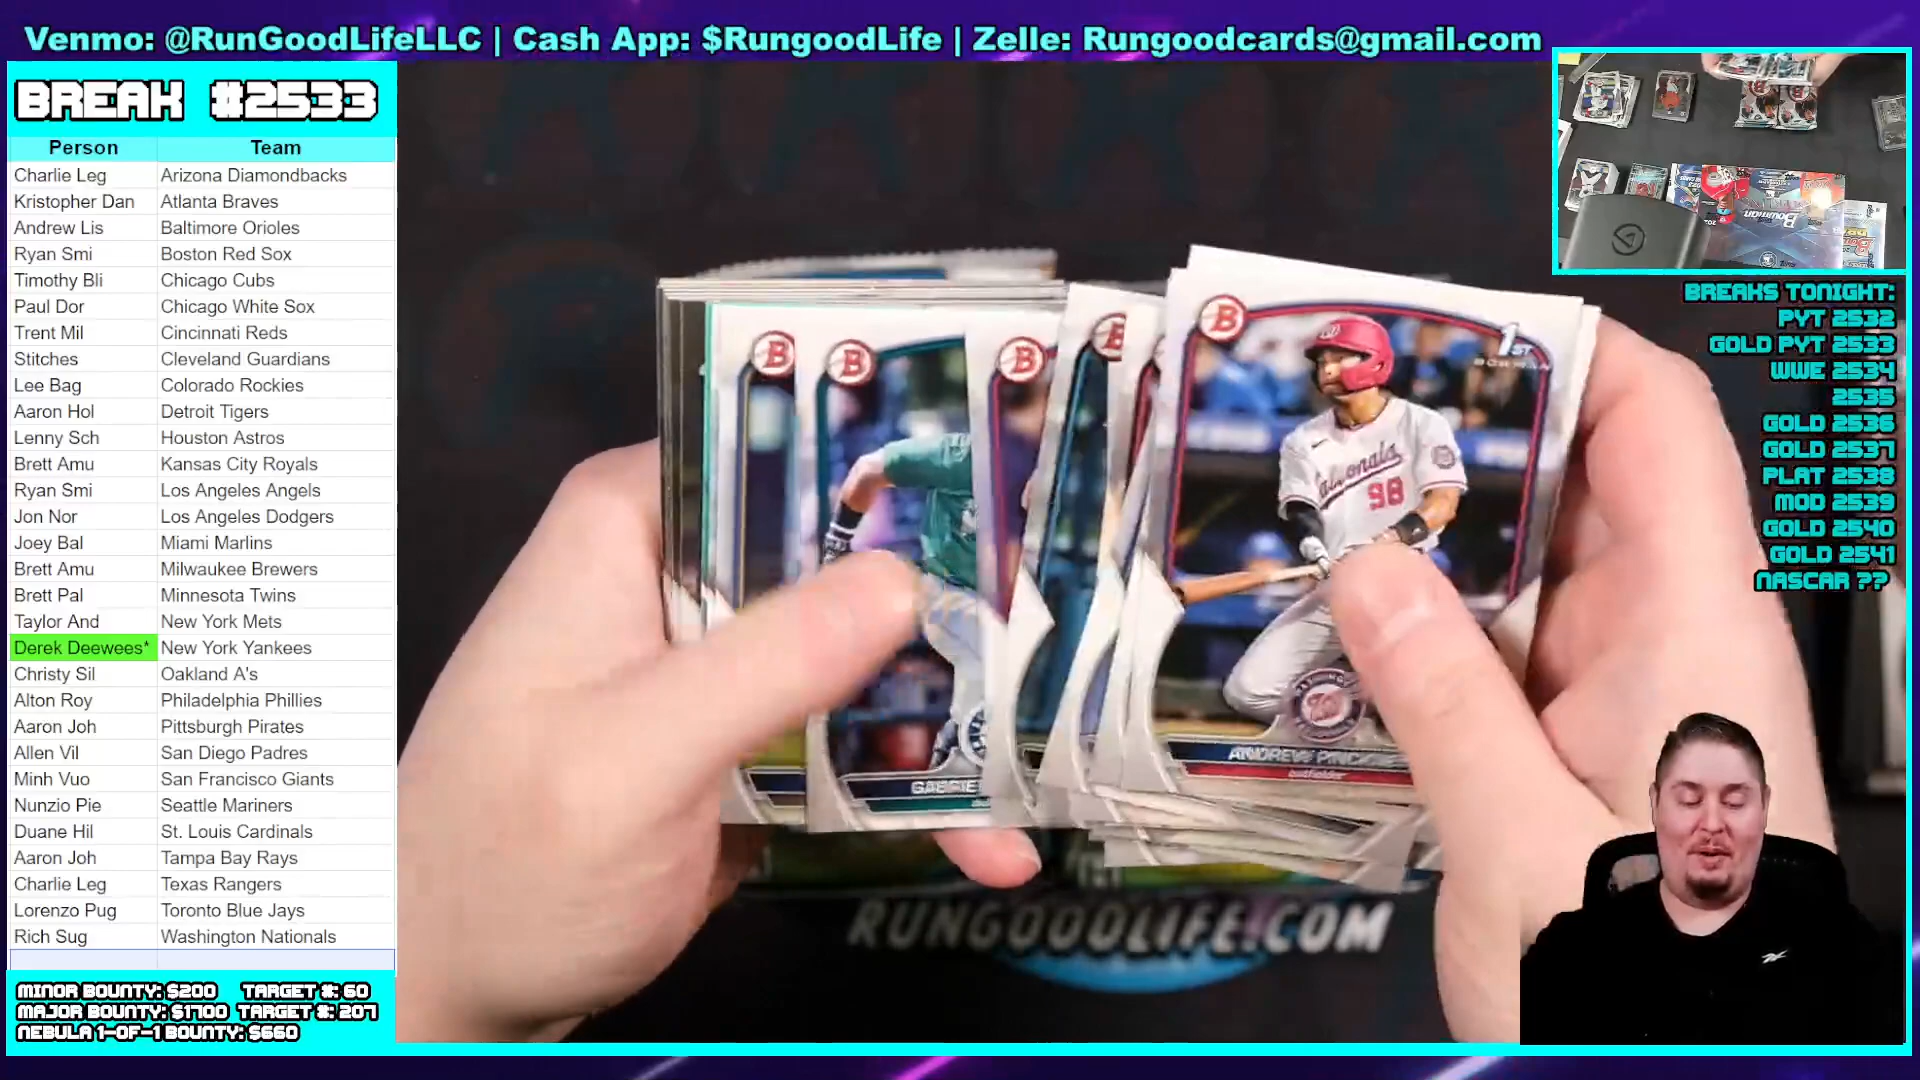 Venmo: @RunGoodLifeLLC | Cash App: $RungoodLife | Zelle: Rungoodcards@gmail.com
BREAK #2533
Person Team
Charlie Leg Arizona Diamondbacks
Kristopher Dan Atlanta Braves
Andrew Lis Baltimore Orioles
Ryan Smi Boston Red Sox
Timothy Bli Chicago Cubs
Paul Dor Chicago White Sox
Trent Mil Cincinnati Reds
Stitches Cleveland Guardians
Lee Bag Colorado Rockies
Aaron Hol Detroit Tigers
Lenny Sch Houston Astros
Brett Amu Kansas City Royals
Ryan Smi Los Angeles Angels
Jon Nor Los Angeles Dodgers
Joey Bal Miami Marlins
Brett Amu Milwaukee Brewers
Brett Pal Minnesota Twins
Taylor And New York Mets
Derek Deewees* New York Yankees
Christy Sil Oakland A's
Alton Roy Philadelphia Phillies
Aaron Joh Pittsburgh Pirates
Allen Vil San Diego Padres
Minh Vuo San Francisco Giants
Nunzio Pie Seattle Mariners
Duane Hil St. Louis Cardinals
Aaron Joh Tampa Bay Rays
Charlie Leg Texas Rangers
Lorenzo Pug Toronto Blue Jays
Rich Sug Washington Nationals
MINOR BOUNTY: $200 TARGET #: 60
MAJOR BOUNTY: $1700 TARGET #: 207
NEBULA 1-OF-1 BOUNTY: $660
B
B
B
B
B
1ST
BOWMAN
Nationals
98
GABRIE
ANDREW PINCKNE
outfielder
RUNGOODLIFE.COM
Bowman
BREAKS TONIGHT:
PYT 2532
GOLD PYT 2533
WWE 2534
2535
GOLD 2536
GOLD 2537
PLAT 2538
MOD 2539
GOLD 2540
GOLD 2541
NASCAR ??